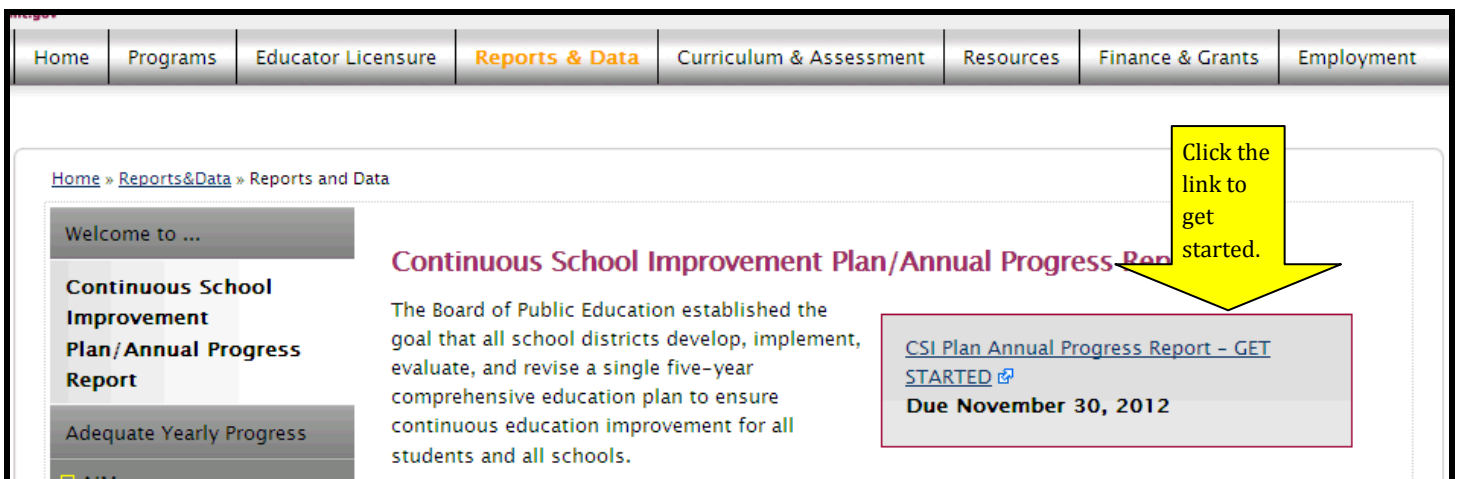 mt.gov
Home Programs Educator Licensure Reports & Data Curriculum & Assessment Resources Finance & Grants Employment
Click the
link to
get
started.
Home » Reports&Data » Reports and Data
Welcome to ...
Continuous School
Improvement
Plan/Annual Progress
Report
Adequate Yearly Progress
Continuous School Improvement Plan/Annual Progress
The Board of Public Education established the
goal that all school districts develop, implement,
evaluate, and revise a single five-year
comprehensive education plan to ensure
continuous education improvement for all
students and all schools.
CSI Plan Annual Progress Report – GET
STARTED
Due November 30, 2012